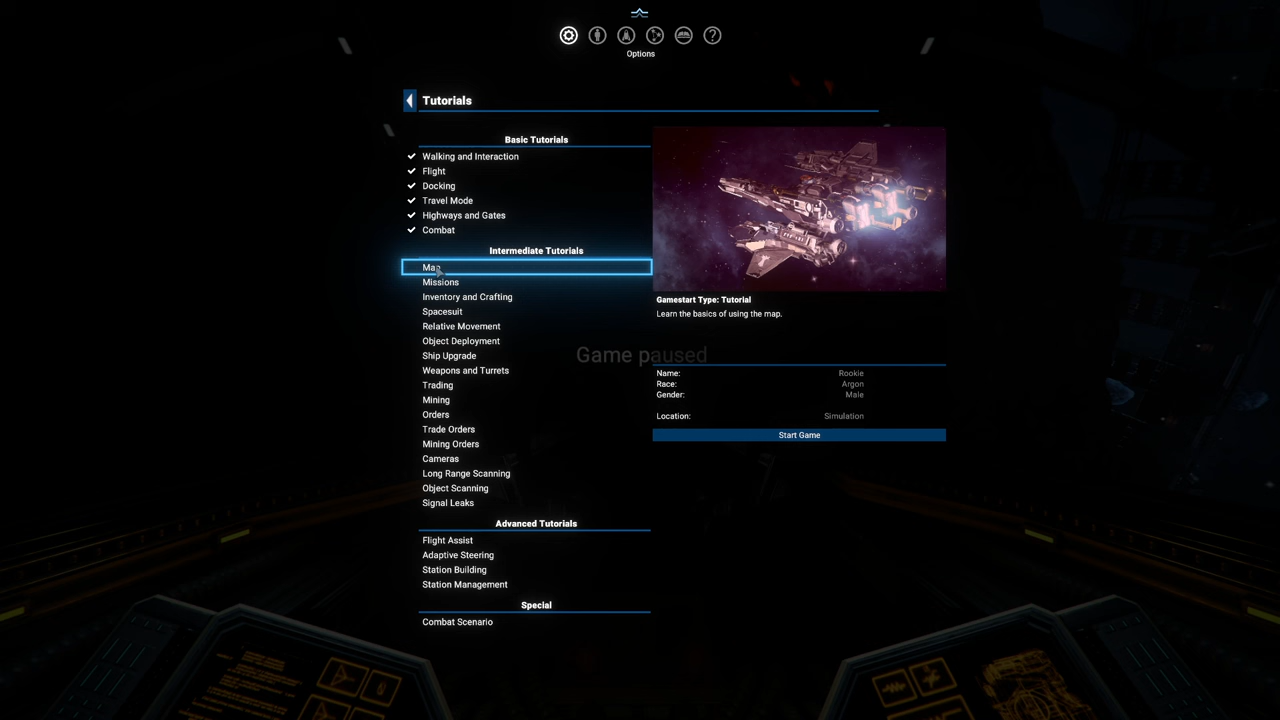 Options
Tutorials
Basic Tutorials
Walking and Interaction
Flight
Docking
Travel Mode
Highways and Gates
Combat
Intermediate Tutorials
Map
Missions
Inventory and Crafting
Spacesuit
Relative Movement
Object Deployment
Ship Upgrade
Weapons and Turrets
Trading
Mining
Orders
Trade Orders
Mining Orders
Cameras
Long Range Scanning
Object Scanning
Signal Leaks
Advanced Tutorials
Flight Assist
Adaptive Steering
Station Building
Station Management
Special
Combat Scenario
Gamestart Type: Tutorial
Learn the basics of using the map.
Game paused
Name: Rookie
Race: Argon
Gender: Male
Location: Simulation
Start Game